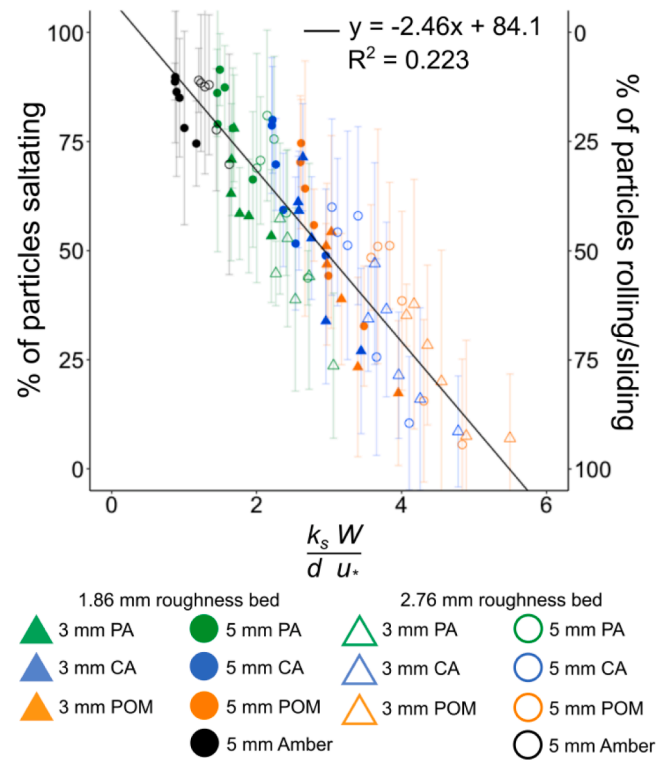 y = -2.46x + 84.1
R² = 0.223
100
75
50
25
0
% of particles saltating
0
25
50
75
100
% of particles rolling/sliding
0 2 4 6
k_s W
d u_*
1.86 mm roughness bed
2.76 mm roughness bed
3 mm PA 5 mm PA 3 mm PA 5 mm PA
3 mm CA 5 mm CA 3 mm CA 5 mm CA
3 mm POM 5 mm POM 3 mm POM 5 mm POM
5 mm Amber 5 mm Amber